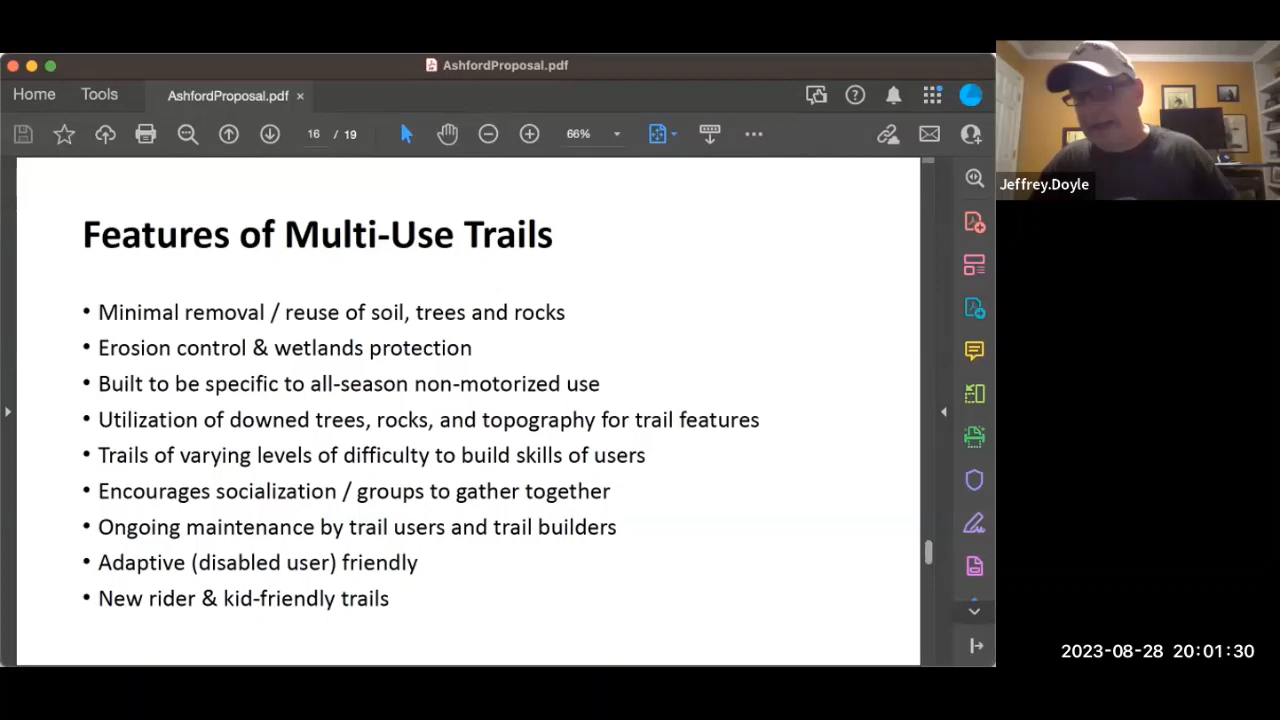 AshfordProposal.pdf
Home
Tools
AshfordProposal.pdf ×
16 / 19
66%
Features of Multi-Use Trails
• Minimal removal / reuse of soil, trees and rocks
• Erosion control & wetlands protection
• Built to be specific to all-season non-motorized use
• Utilization of downed trees, rocks, and topography for trail features
• Trails of varying levels of difficulty to build skills of users
• Encourages socialization / groups to gather together
• Ongoing maintenance by trail users and trail builders
• Adaptive (disabled user) friendly
• New rider & kid-friendly trails
Jeffrey.Doyle
2023-08-28 20:01:30